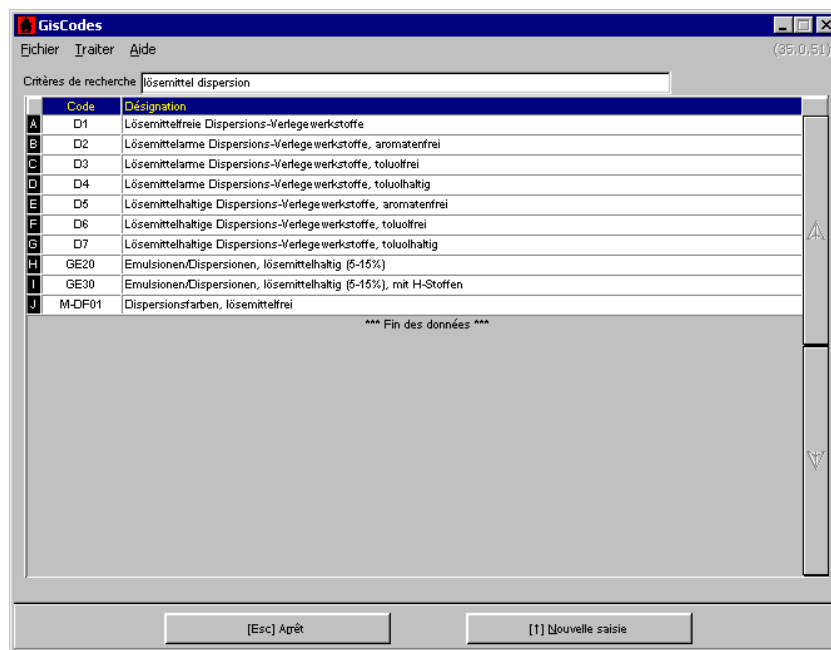 GisCodes
Fichier Traiter Aide (35.0.51)
Critères de recherche lösemittel dispersion
Code Désignation
A D1 Lösemittelfreie Dispersions-Verlegewerkstoffe
B D2 Lösemittelarme Dispersions-Verlegewerkstoffe, aromatenfrei
C D3 Lösemittelarme Dispersions-Verlegewerkstoffe, toluolfrei
D D4 Lösemittelarme Dispersions-Verlegewerkstoffe, toluolhaltig
E D5 Lösemittelhaltige Dispersions-Verlegewerkstoffe, aromatenfrei
F D6 Lösemittelhaltige Dispersions-Verlegewerkstoffe, toluolfrei
G D7 Lösemittelhaltige Dispersions-Verlegewerkstoffe, toluolhaltig
H GE20 Emulsionen/Dispersionen, lösemittelhaltig (5-15%)
I GE30 Emulsionen/Dispersionen, lösemittelhaltig (5-15%), mit H-Stoffen
J M-DF01 Dispersionsfarben, lösemittelfrei
*** Fin des données ***
[Esc] Arrêt [↑] Nouvelle saisie